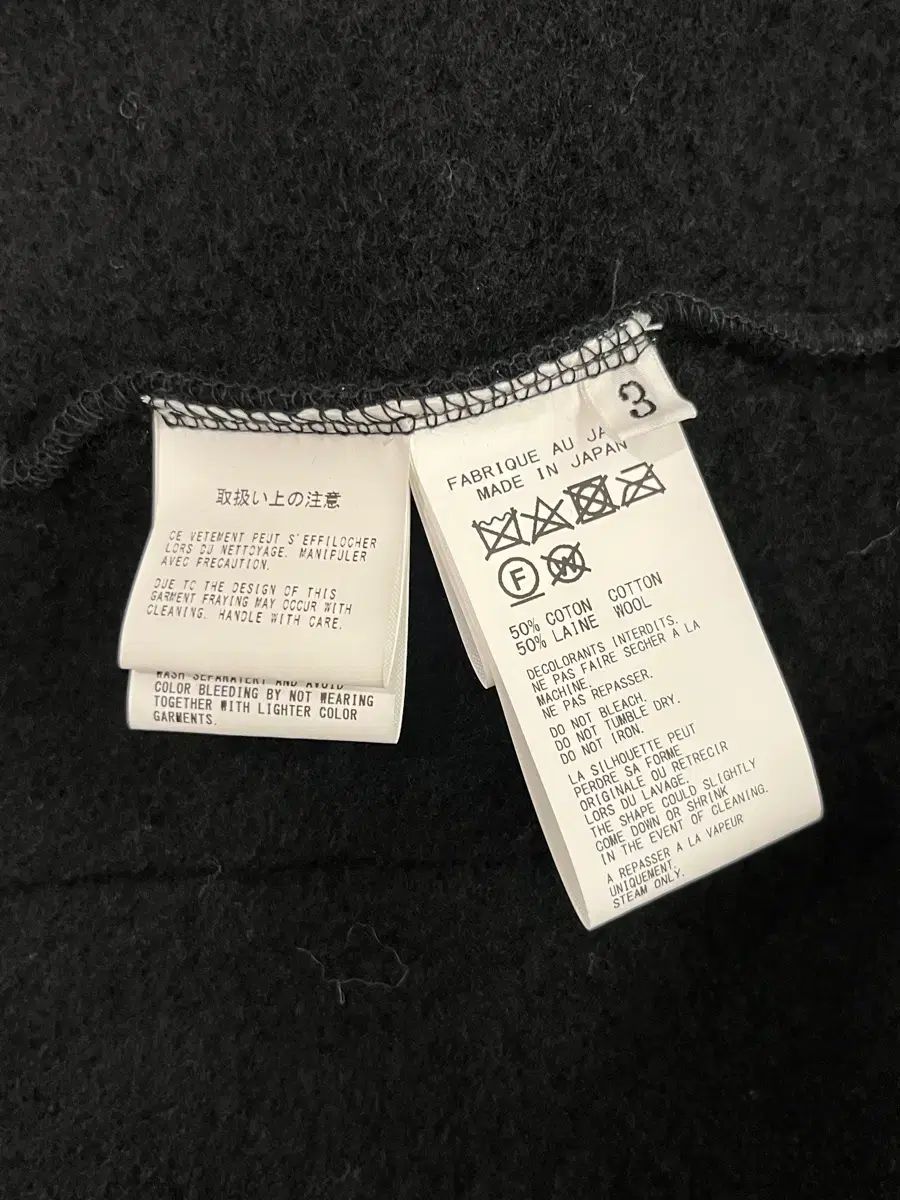 取扱い上の注意
CE VETEMENT PEUT S'EFFILOCHER
LORS DU NETTOYAGE. MANIPULER
AVEC PRECAUTION.
DUE TO THE DESIGN OF THIS
GARMENT FRAYING MAY OCCUR WITH
CLEANING. HANDLE WITH CARE.
AND AVOID
COLOR BLEEDING BY NOT WEARING
TOGETHER WITH LIGHTER COLOR
GARMENTS.
3
FABRIQUE AU JA
MADE IN JAPAN
F W
50% COTON COTTON
50% LAINE WOOL
DECOLORANTS INTERDITS.
NE PAS FAIRE SECHER A LA
MACHINE.
NE PAS REPASSER.
DO NOT BLEACH.
DO NOT TUMBLE DRY.
DO NOT IRON.
LA SILHOUETTE PEUT
PERDRE SA FORME
ORIGINALE OU RETRECIR
LORS DU LAVAGE.
THE SHAPE COULD SLIGHTLY
COME DOWN OR SHRINK
IN THE EVENT OF CLEANING.
A REPASSER A LA VAPEUR
UNIQUEMENT.
STEAM ONLY.